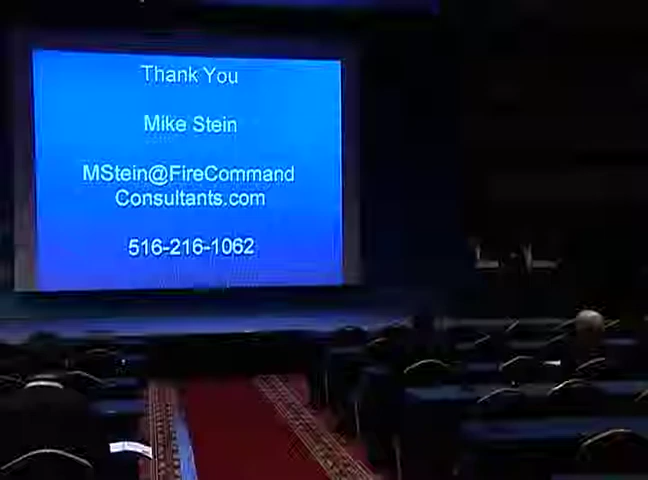 Thank You
Mike Stein
MStein@FireCommand
Consultants.com
516-216-1062